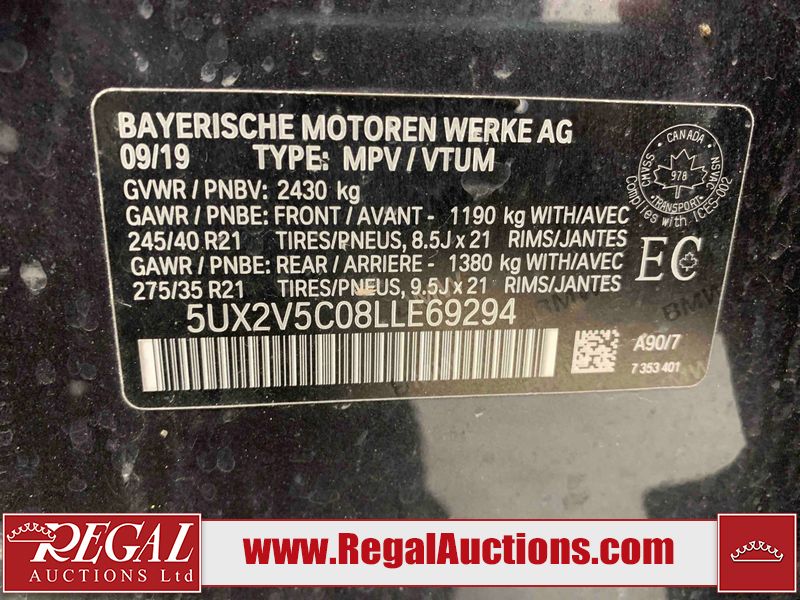 BAYERISCHE MOTOREN WERKE AG
09/19 TYPE: MPV / VTUM
GVWR / PNBV: 2430 kg
GAWR / PNBE: FRONT / AVANT - 1190 kg WITH/AVEC
245/40 R21 TIRES/PNEUS, 8.5J x 21 RIMS/JANTES
GAWR / PNBE: REAR / ARRIERE - 1380 kg WITH/AVEC
275/35 R21 TIRES/PNEUS, 9.5J x 21 RIMS/JANTES
5UX2V5C08LLE69294
CANADA
CMVSS
NSVAC
978
TRANSPORT
Complies with ICES-002
EC
BMW
A90/7
7 353 401
REGAL
AUCTIONS Ltd
www.RegalAuctions.com